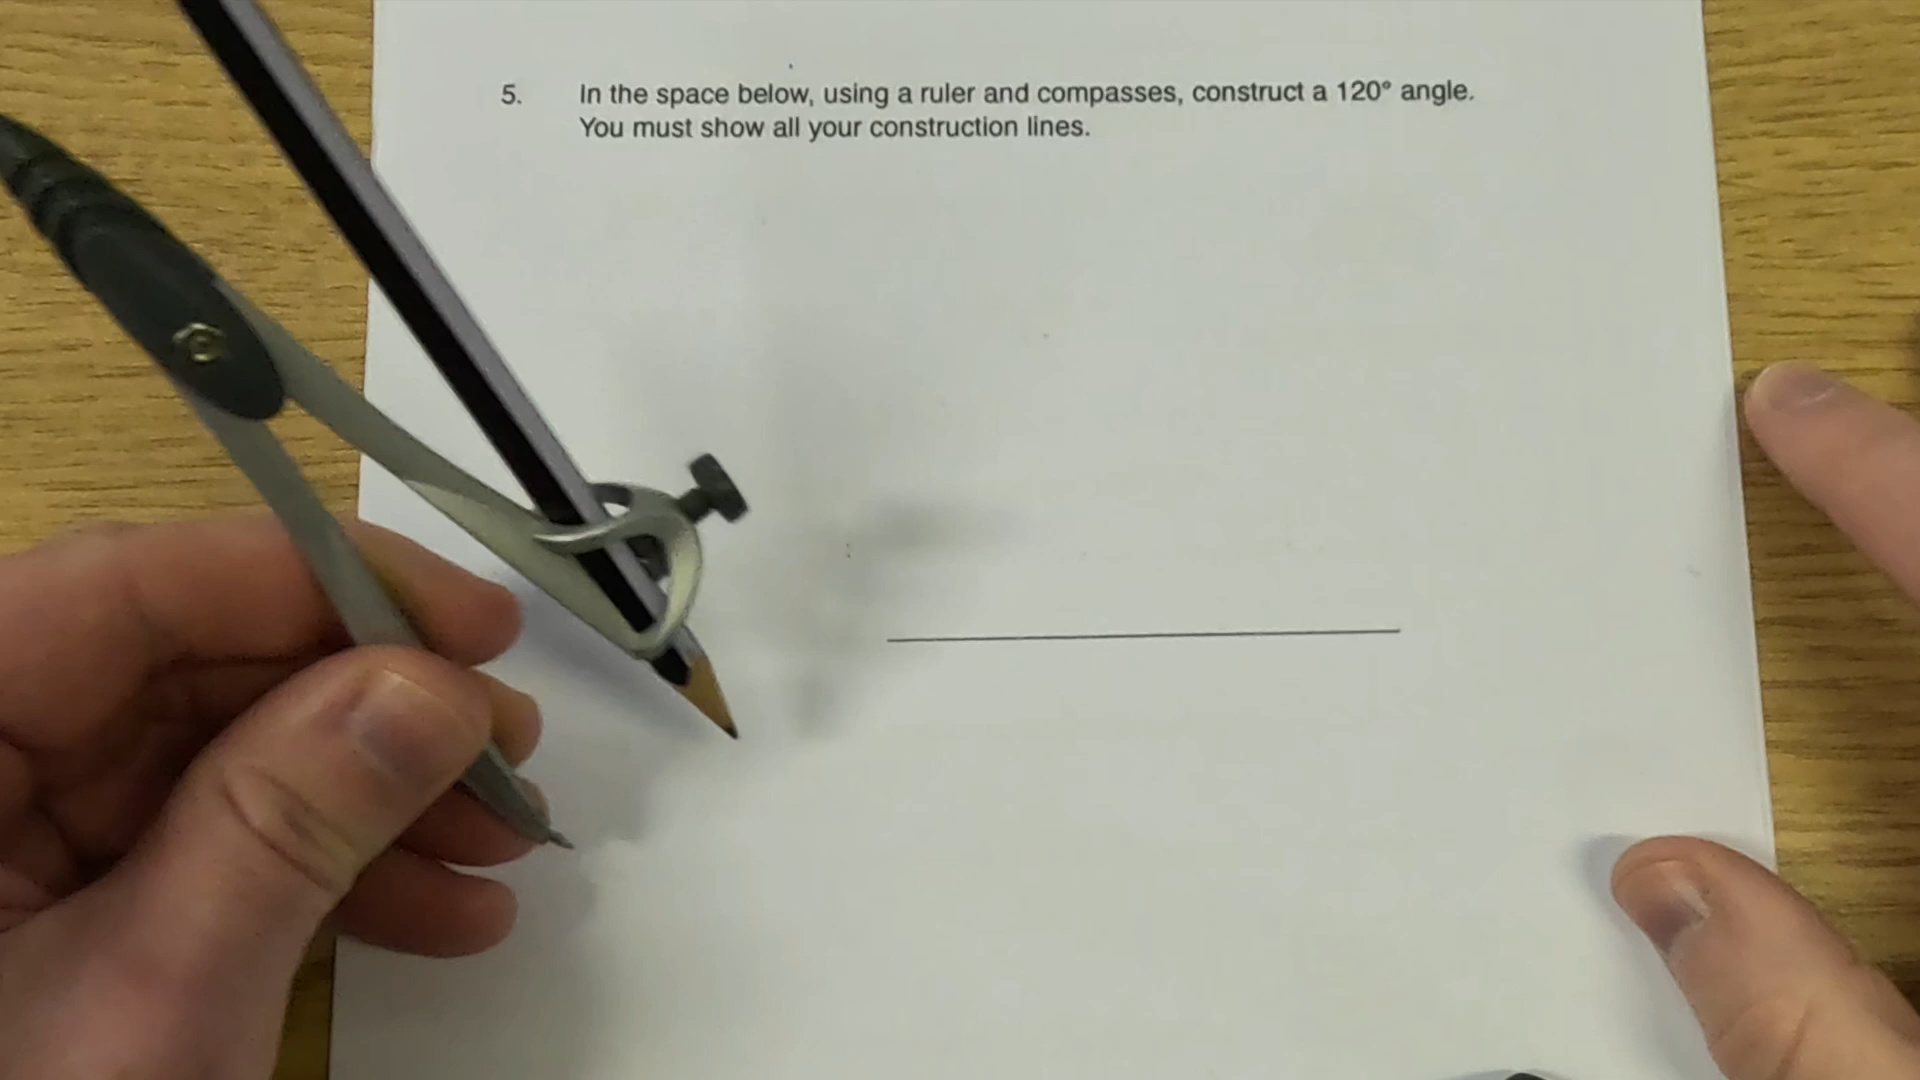 5. In the space below, using a ruler and compasses, construct a 120° angle.
You must show all your construction lines.